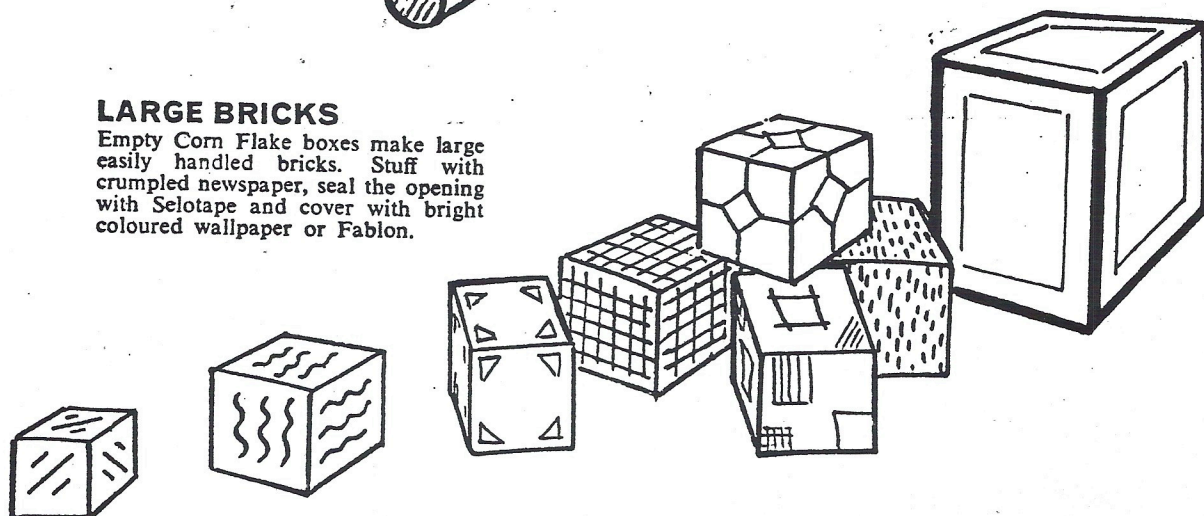 LARGE BRICKS
Empty Corn Flake boxes make large
easily handled bricks. Stuff with
crumpled newspaper, seal the opening
with Selotape and cover with bright
coloured wallpaper or Fablon.